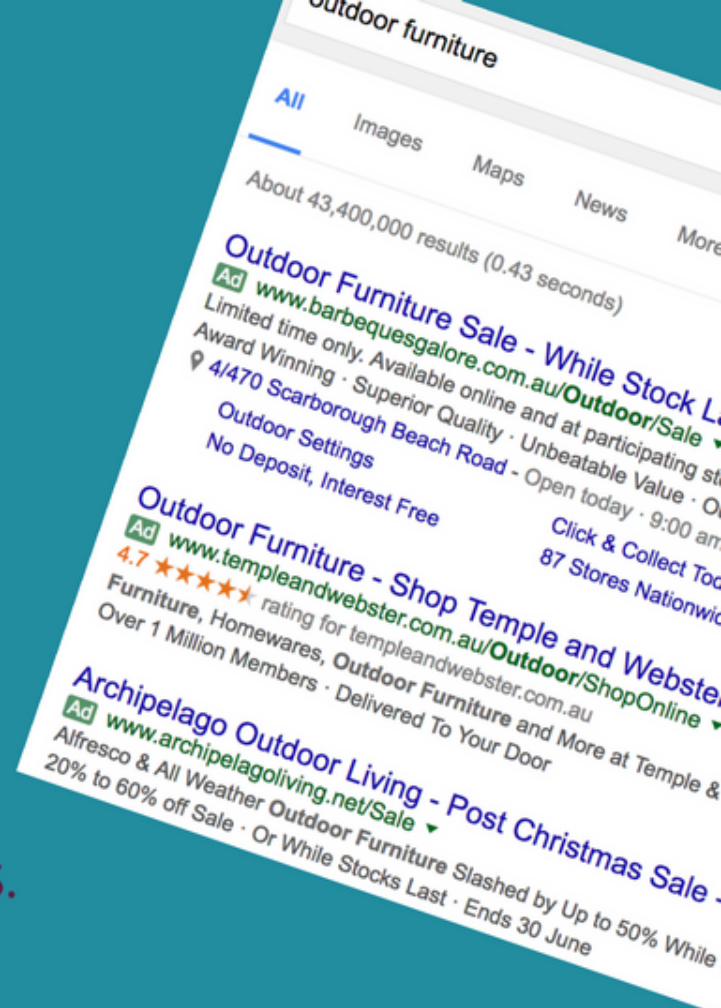 outdoor furniture
All Images Maps News More
About 43,400,000 results (0.43 seconds)
Outdoor Furniture Sale - While Stock
Ad www.barbequesgalore.com.au/Outdoor/Sale
Limited time only. Available online and at participating
Award Winning · Superior Quality · Unbeatable Value ·
4/470 Scarborough Beach Road - Open today · 9:00 am
Outdoor Settings Click & Collect
No Deposit, Interest Free 87 Stores
Outdoor Furniture - Shop Temple and Webster
Ad www.templeandwebster.com.au/Outdoor/ShopOnline
4.7 ★★★★ rating for templeandwebster.com.au
Furniture, Homewares, Outdoor Furniture and More at Temple &
Over 1 Million Members · Delivered To Your Door
Archipelago Outdoor Living - Post Christmas Sale -
Ad www.archipelagoliving.net/Sale
Alfresco & All Weather Outdoor Furniture Slashed by Up to 50% While
20% to 60% off Sale · Or While Stocks Last · Ends 30 June